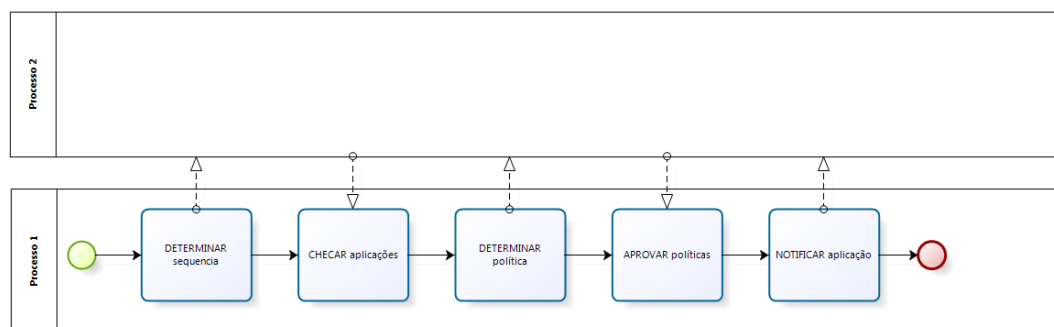 Processo 2
Processo 1
DETERMINAR
sequencia
CHECAR aplicações
DETERMINAR
política
APROVAR políticas
NOTIFICAR aplicação